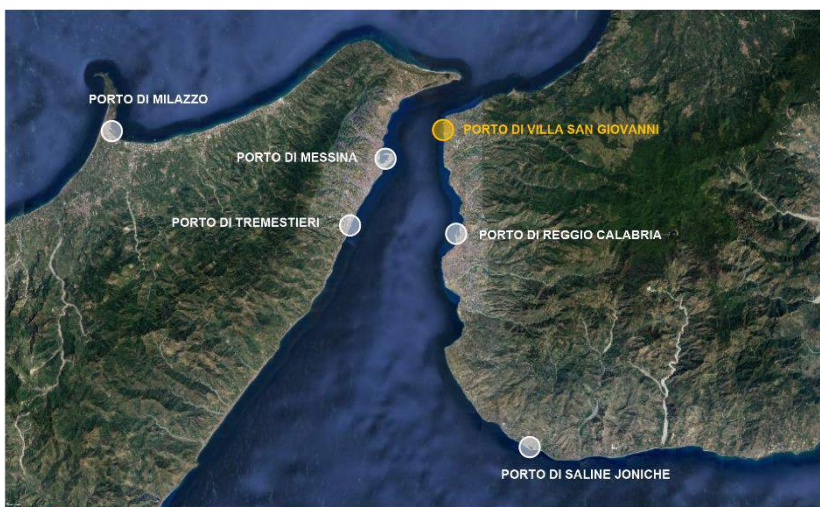 PORTO DI MILAZZO
PORTO DI VILLA SAN GIOVANNI
PORTO DI MESSINA
PORTO DI TREMESTIERI
PORTO DI REGGIO CALABRIA
PORTO DI SALINE JONICHE